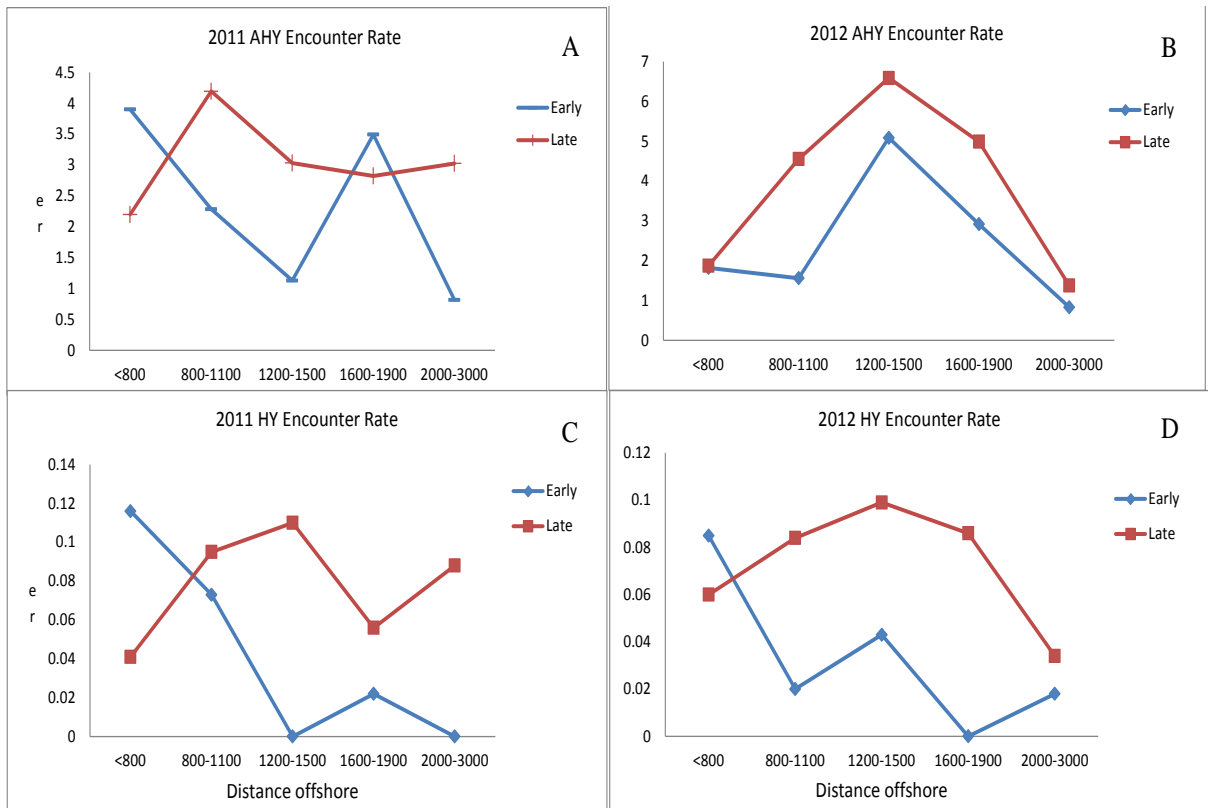 2011 AHY Encounter Rate
A
4.5
4
3.5
3
2.5
2
1.5
1
0.5
0
e
r
<800 800-1100 1200-1500 1600-1900 2000-3000
Early
Late
2012 AHY Encounter Rate
B
7
6
5
4
3
2
1
0
<800 800-1100 1200-1500 1600-1900 2000-3000
Early
Late
2011 HY Encounter Rate
C
0.14
0.12
0.1
0.08
0.06
0.04
0.02
0
e
r
<800 800-1100 1200-1500 1600-1900 2000-3000
Distance offshore
Early
Late
2012 HY Encounter Rate
D
0.12
0.1
0.08
0.06
0.04
0.02
0
<800 800-1100 1200-1500 1600-1900 2000-3000
Distance offshore
Early
Late